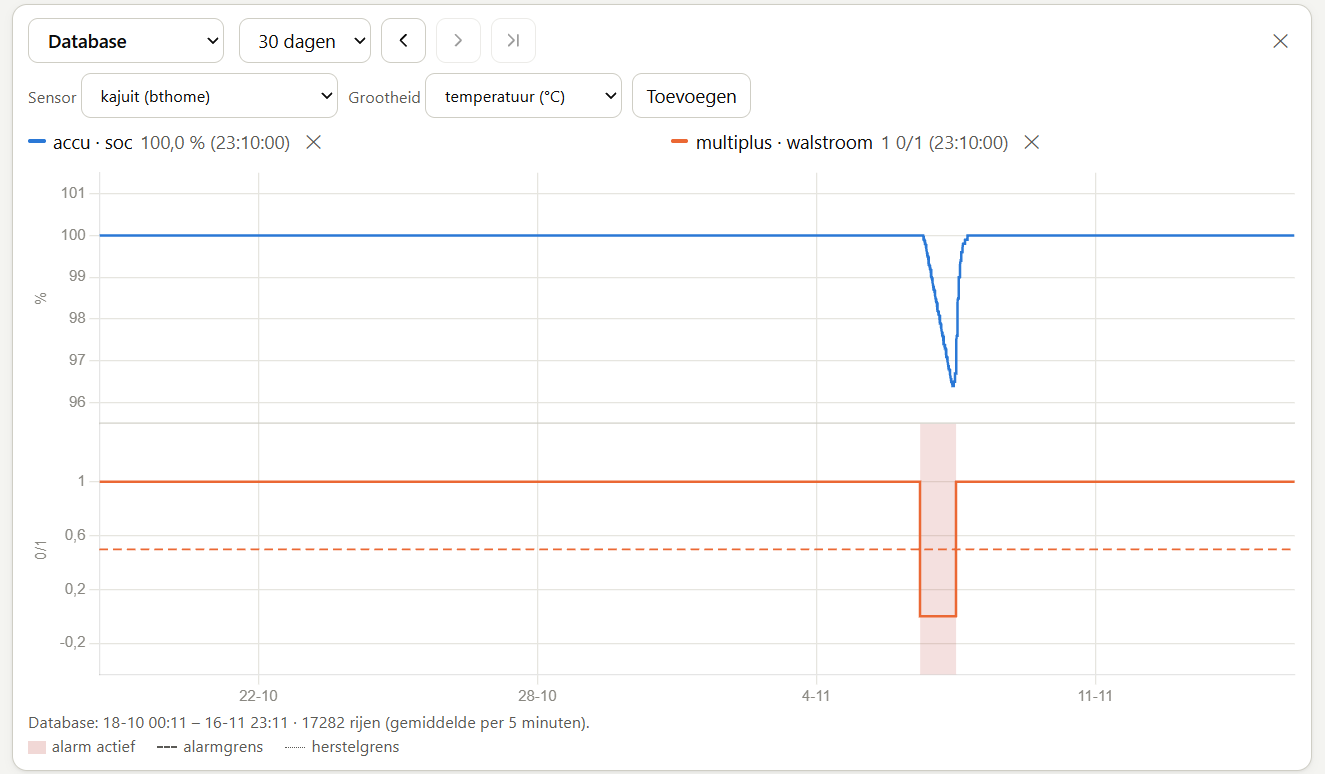 Database 30 dagen
Sensor kajuit (bthome) Grootheid temperatuur (°C) Toevoegen
accu · soc 100,0 % (23:10:00) multiplus · walstroom 1 0/1 (23:10:00)
101
100
99
98
97
96
%
1
0,6
0,2
-0,2
0/1
22-10 28-10 4-11 11-11
Database: 18-10 00:11 – 16-11 23:11 · 17282 rijen (gemiddelde per 5 minuten).
alarm actief alarmgrens herstelgrens